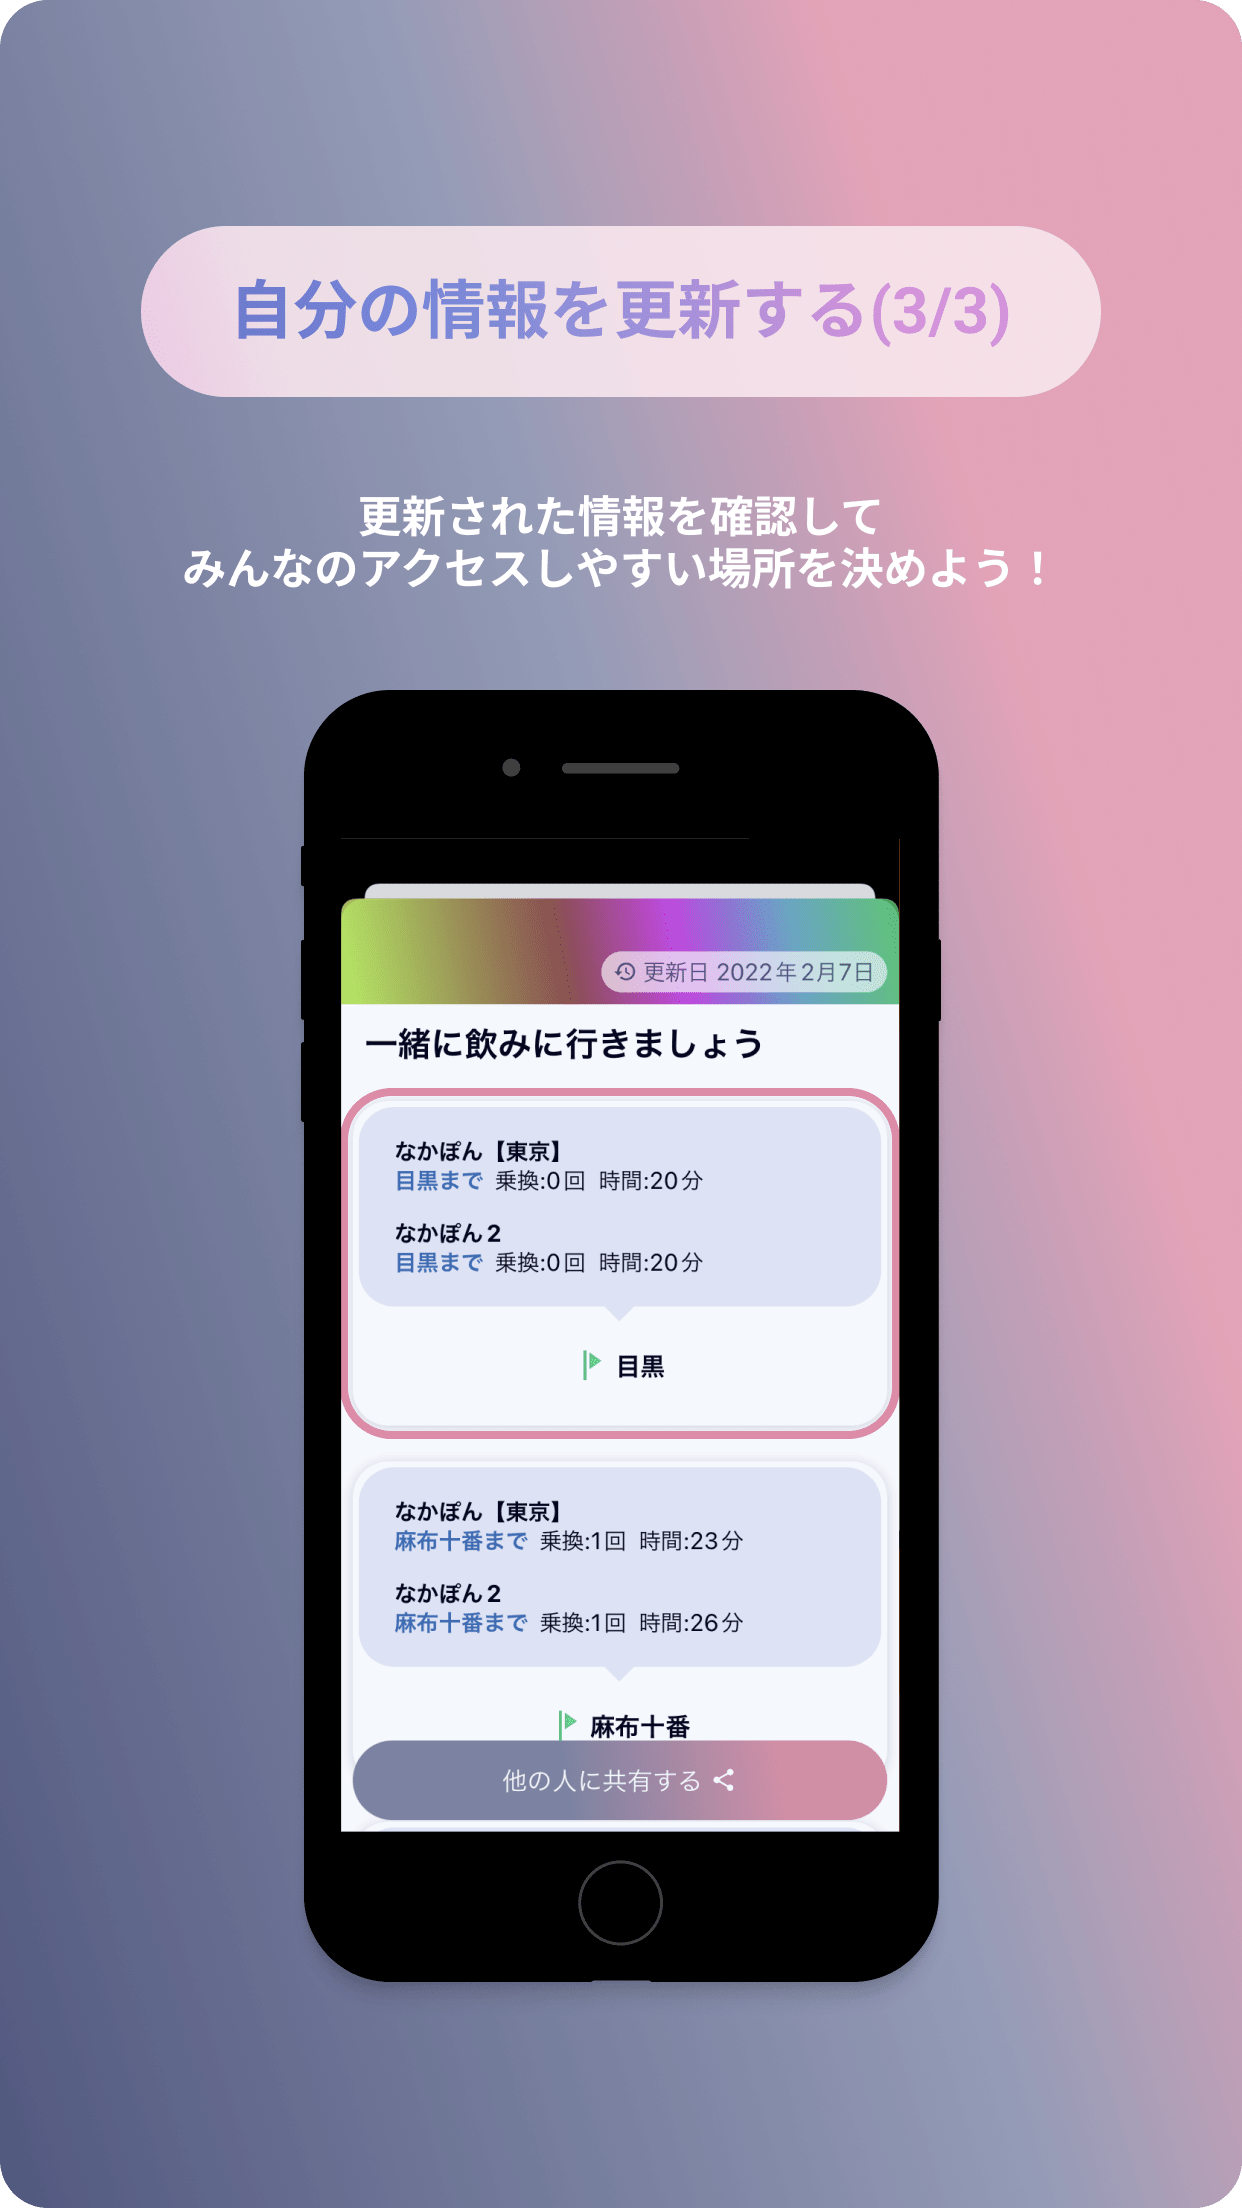 自分の情報を更新する(3/3)
更新された情報を確認して
みんなのアクセスしやすい場所を決めよう！
更新日 2022年2月7日
一緒に飲みに行きましょう
なかぽん【東京】
目黒まで 乗換:0回 時間:20分
なかぽん2
目黒まで 乗換:0回 時間:20分
目黒
なかぽん【東京】
麻布十番まで 乗換:1回 時間:23分
なかぽん2
麻布十番まで 乗換:1回 時間:26分
麻布十番
他の人に共有する